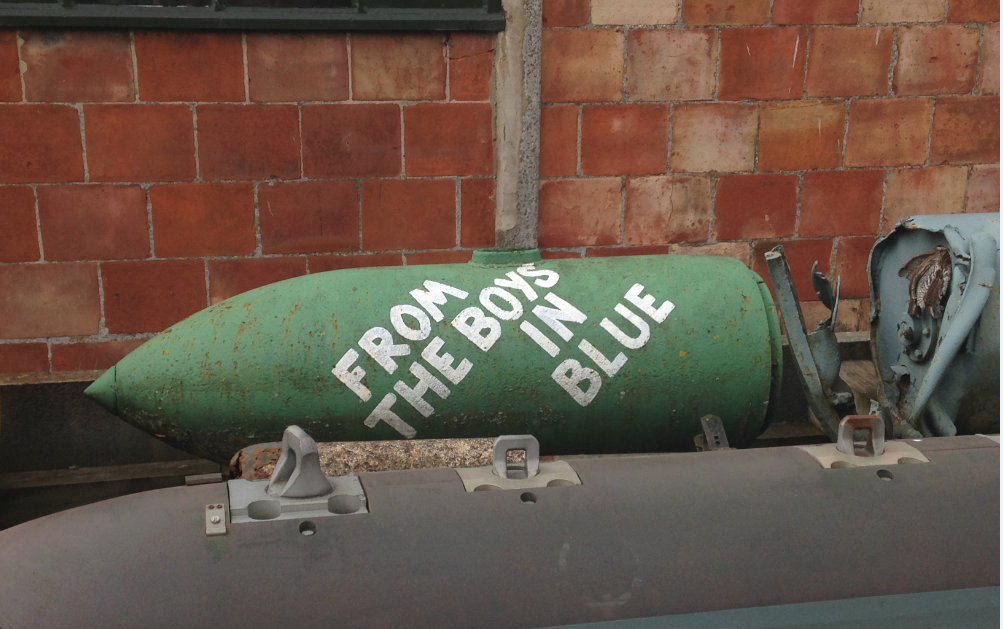 FROM
THE BOYS
IN
BLUE